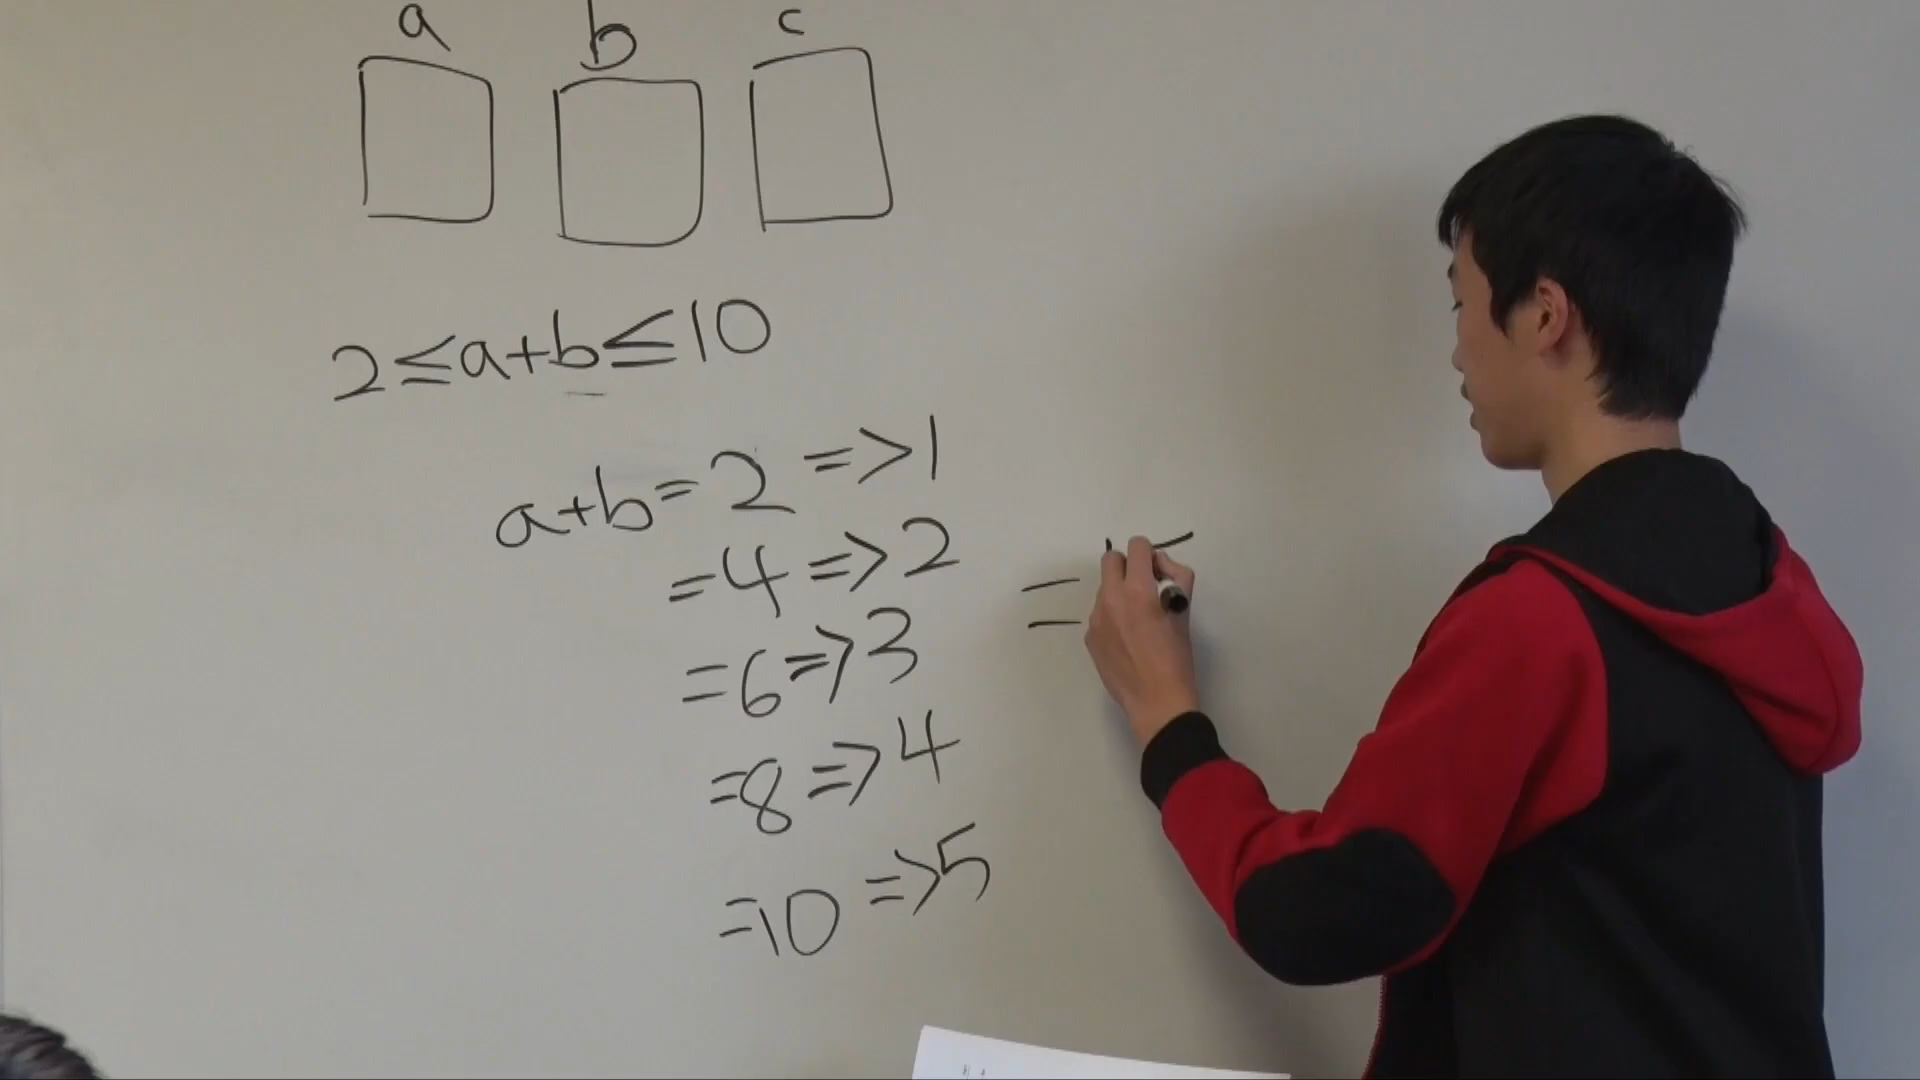 a b c
2≤a+b≤10
a+b=2 =>1
=4 =>2
=6 =>3
=8 =>4
=10 =>5
=